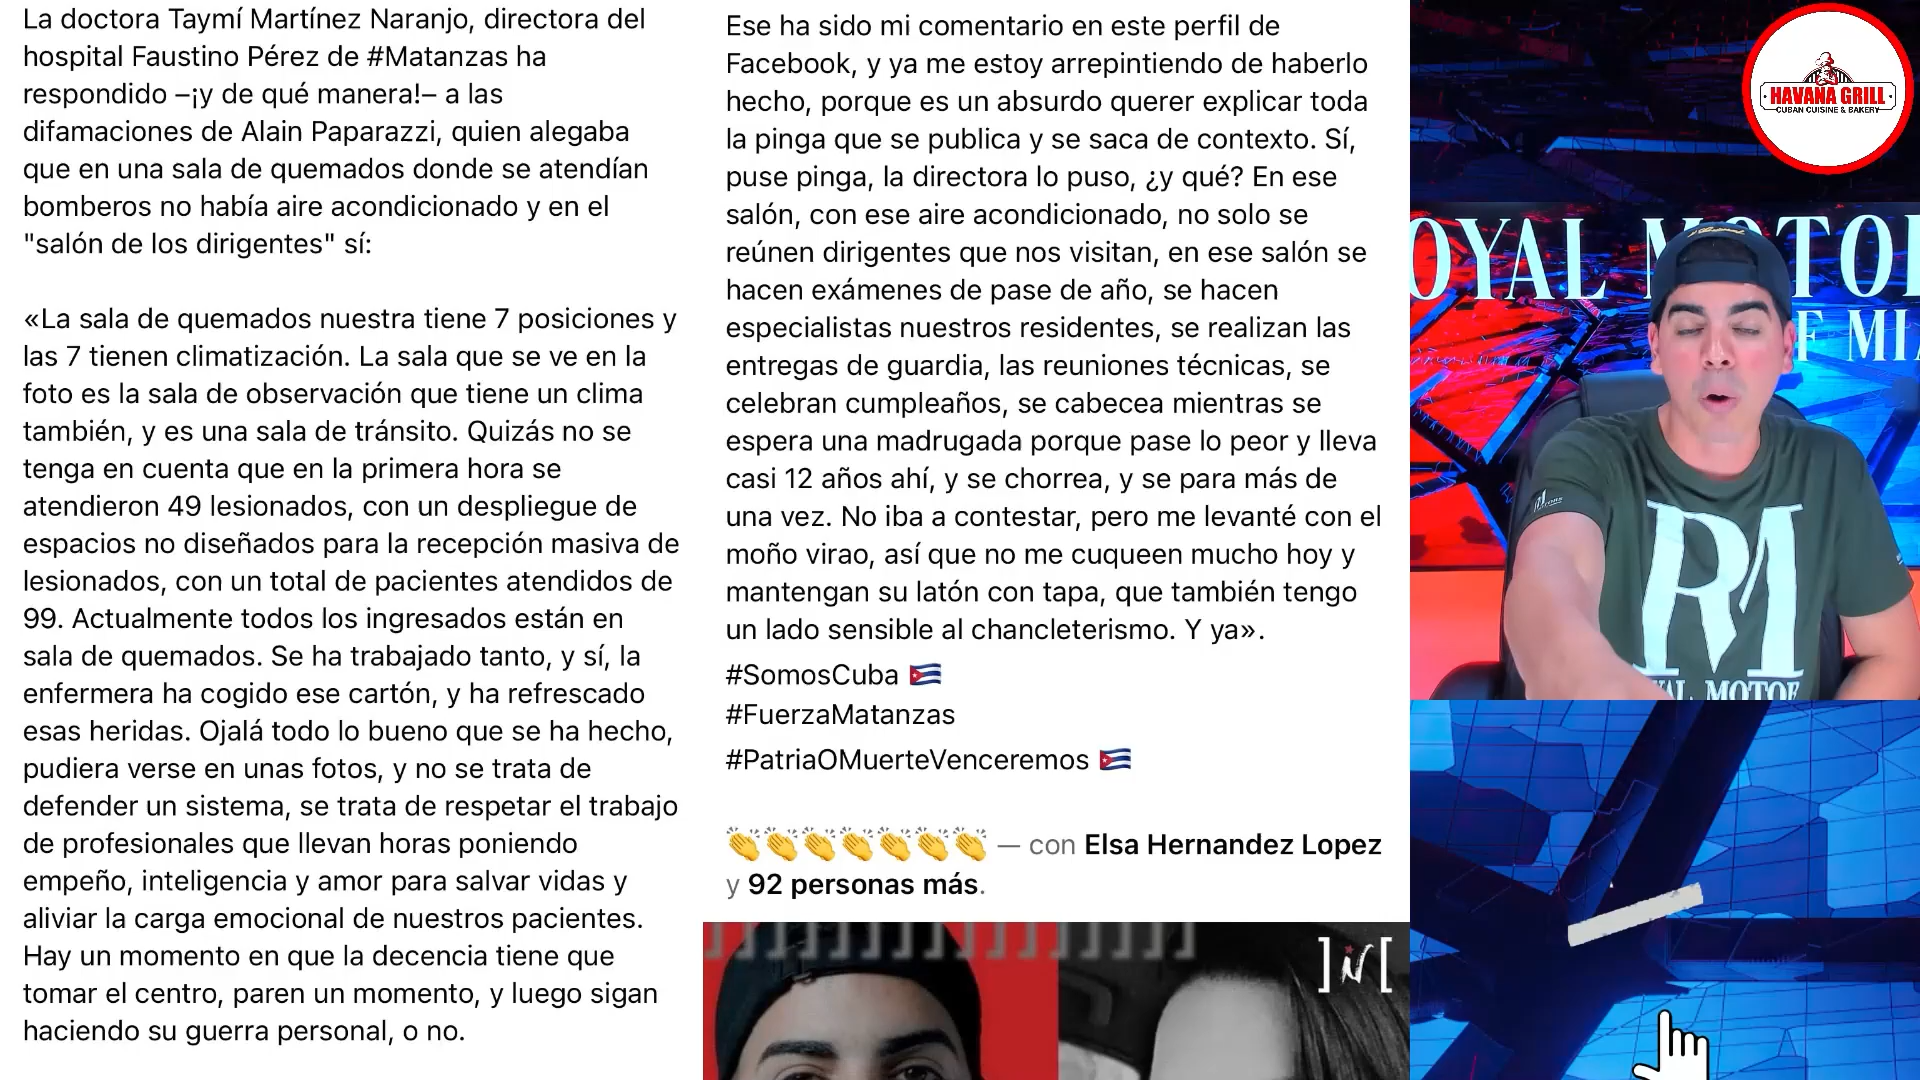 La doctora Taymí Martínez Naranjo, directora del
hospital Faustino Pérez de #Matanzas ha
respondido –¡y de qué manera!– a las
difamaciones de Alain Paparazzi, quien alegaba
que en una sala de quemados donde se atendían
bomberos no había aire acondicionado y en el
"salón de los dirigentes" sí:
«La sala de quemados nuestra tiene 7 posiciones y
las 7 tienen climatización. La sala que se ve en la
foto es la sala de observación que tiene un clima
también, y es una sala de tránsito. Quizás no se
tenga en cuenta que en la primera hora se
atendieron 49 lesionados, con un despliegue de
espacios no diseñados para la recepción masiva de
lesionados, con un total de pacientes atendidos de
99. Actualmente todos los ingresados están en
sala de quemados. Se ha trabajado tanto, y sí, la
enfermera ha cogido ese cartón, y ha refrescado
esas heridas. Ojalá todo lo bueno que se ha hecho,
pudiera verse en unas fotos, y no se trata de
defender un sistema, se trata de respetar el trabajo
de profesionales que llevan horas poniendo
empeño, inteligencia y amor para salvar vidas y
aliviar la carga emocional de nuestros pacientes.
Hay un momento en que la decencia tiene que
tomar el centro, paren un momento, y luego sigan
haciendo su guerra personal, o no.
Ese ha sido mi comentario en este perfil de
Facebook, y ya me estoy arrepintiendo de haberlo
hecho, porque es un absurdo querer explicar toda
la pinga que se publica y se saca de contexto. Sí,
puse pinga, la directora lo puso, ¿y qué? En ese
salón, con ese aire acondicionado, no solo se
reúnen dirigentes que nos visitan, en ese salón se
hacen exámenes de pase de año, se hacen
especialistas nuestros residentes, se realizan las
entregas de guardia, las reuniones técnicas, se
celebran cumpleaños, se cabecea mientras se
espera una madrugada porque pase lo peor y lleva
casi 12 años ahí, y se chorrea, y se para más de
una vez. No iba a contestar, pero me levanté con el
moño virao, así que no me cuqueen mucho hoy y
mantengan su latón con tapa, que también tengo
un lado sensible al chancleterismo. Y ya».
#SomosCuba 🇨🇺
#FuerzaMatanzas
#PatriaOMuerteVenceremos 🇨🇺
👏👏👏👏👏👏👏 — con Elsa Hernandez Lopez
y 92 personas más.
]N[
HAVANA GRILL
CUBAN CUISINE & BAKERY
OYAL MOTOR
F MIA
RM
YAL MOTOR